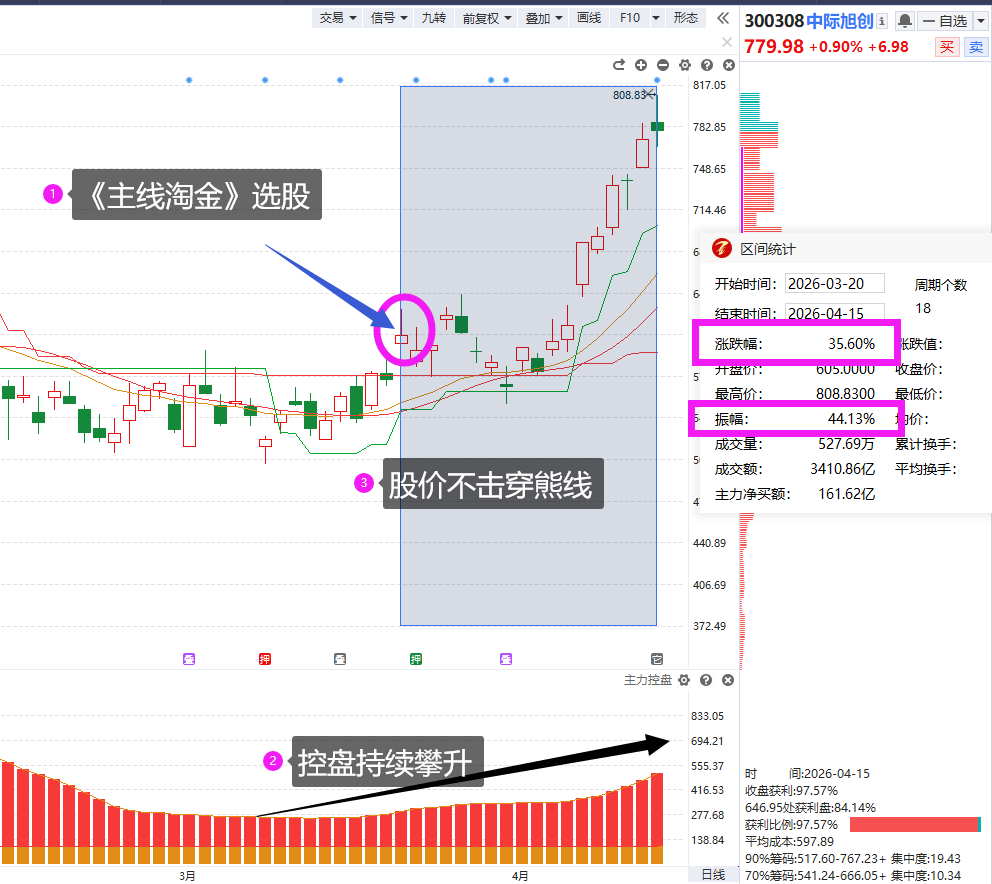 交易 信号 九转 前复权 叠加 画线 F10 形态
300308中际旭创 自选
779.98 +0.90% +6.98 买 卖
817.05
808.83
782.85
748.65
714.46
① 《主线淘金》选股
区间统计
开始时间: 2026-03-20 周期个数
结束时间: 2026-04-15 18
涨跌幅: 35.60% 涨跌值:
开盘价: 605.0000 收盘价:
最高价: 808.8300 最低价:
振幅: 44.13% 均价:
成交量: 527.69万 累计换手:
成交额: 3410.86亿 平均换手:
主力净买额: 161.62亿
③ 股价不击穿熊线
440.89
406.69
372.49
押 押
主力控盘
833.05
694.21
555.37
416.53
277.68
138.84
② 控盘持续攀升
3月 4月 日线
时 间:2026-04-15
收盘获利:97.57%
646.95处获利盘:84.14%
获利比例:97.57%
平均成本:597.89
90%筹码:517.60-767.23+ 集中度:19.43
70%筹码:541.24-666.05+ 集中度:10.34